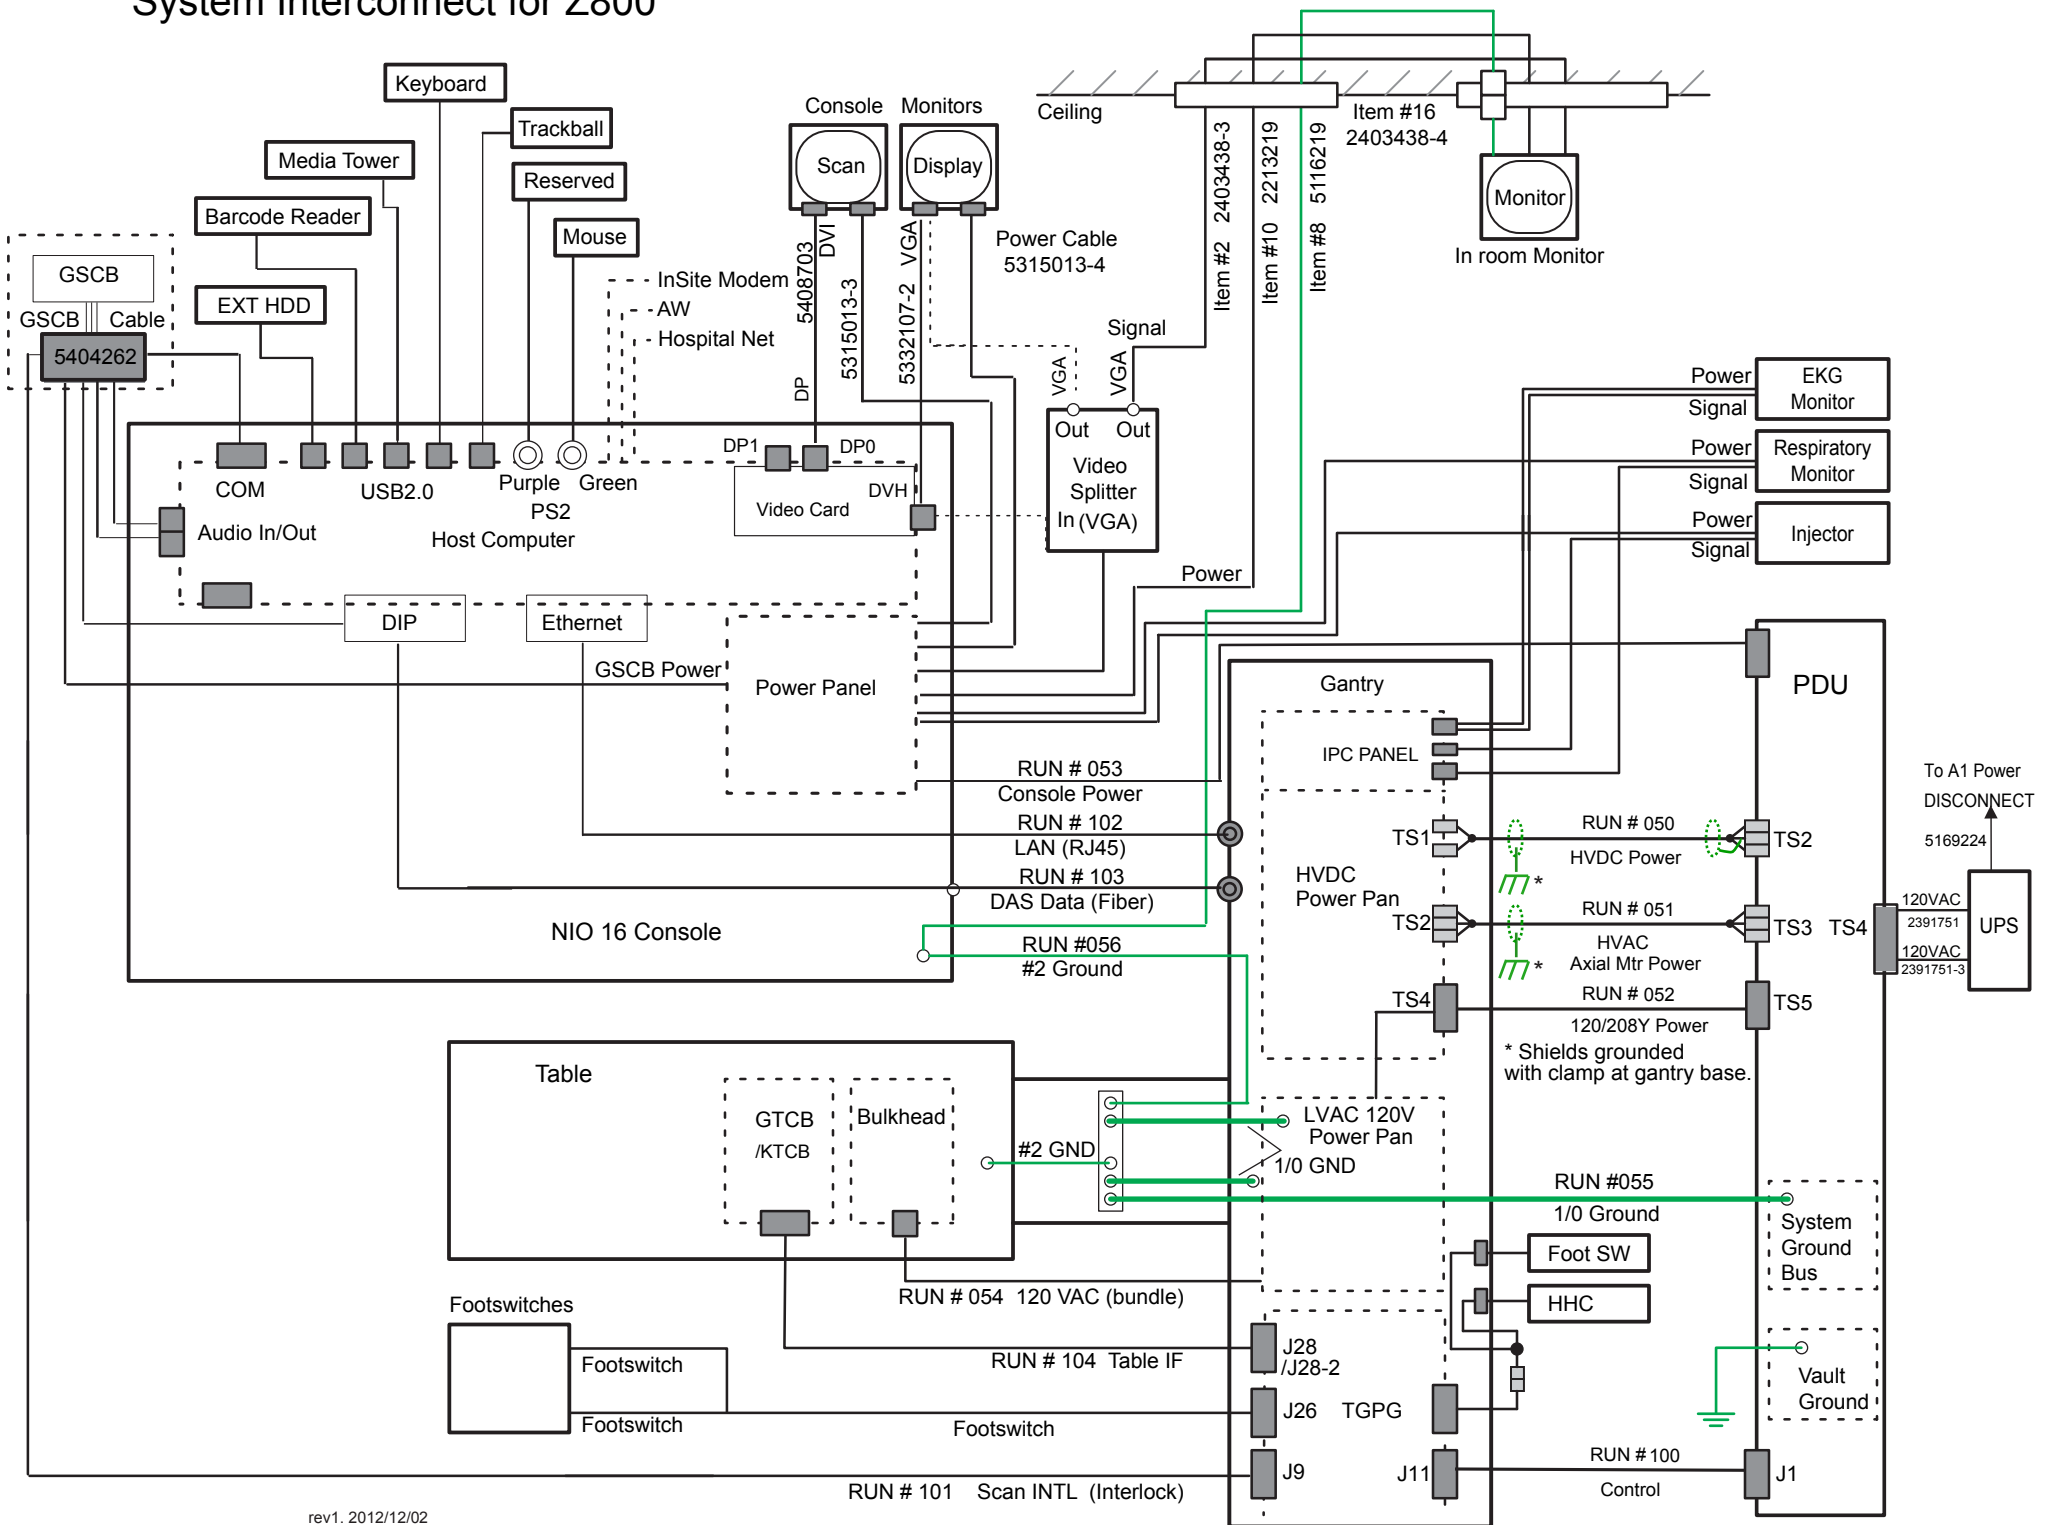 System Interconnect for Z800
Keyboard
Trackball
Media Tower
Reserved
Barcode Reader
Mouse
GSCB
GSCB Cable
5404262
EXT HDD
InSite Modem
AW
Hospital Net
Console Monitors
Scan
Display
5408703
DVI
DP
5315013-3
5332107-2 VGA
Power Cable
5315013-4
Ceiling
Item #2 2403438-3
Item #10 2213219
Item #8 5116219
Item #16
2403438-4
Monitor
In room Monitor
Signal
VGA
VGA
Out Out
Video
Splitter
In (VGA)
Power
Power
Signal
EKG
Monitor
Power
Signal
Respiratory
Monitor
Power
Signal
Injector
COM
USB2.0
Purple Green
PS2
Host Computer
Audio In/Out
DP1
DP0
DVH
Video Card
DIP
Ethernet
GSCB Power
Power Panel
NIO 16 Console
RUN # 053
Console Power
RUN # 102
LAN (RJ45)
RUN # 103
DAS Data (Fiber)
RUN #056
#2 Ground
Gantry
IPC PANEL
TS1
HVDC
Power Pan
TS2
TS4
RUN # 050
HVDC Power
*
RUN # 051
HVAC
Axial Mtr Power
*
RUN # 052
120/208Y Power
* Shields grounded
with clamp at gantry base.
PDU
TS2
TS3
TS4
TS5
To A1 Power
DISCONNECT
5169224
120VAC
2391751
120VAC
2391751-3
UPS
Table
GTCB
/KTCB
Bulkhead
#2 GND
LVAC 120V
Power Pan
1/0 GND
RUN #055
1/0 Ground
System
Ground
Bus
Foot SW
HHC
RUN # 054 120 VAC (bundle)
Footswitches
Footswitch
Footswitch
Footswitch
RUN # 104 Table IF
J28
/J28-2
J26
TGPG
J9
J11
RUN # 100
Control
J1
Vault
Ground
RUN # 101 Scan INTL (Interlock)
rev1. 2012/12/02